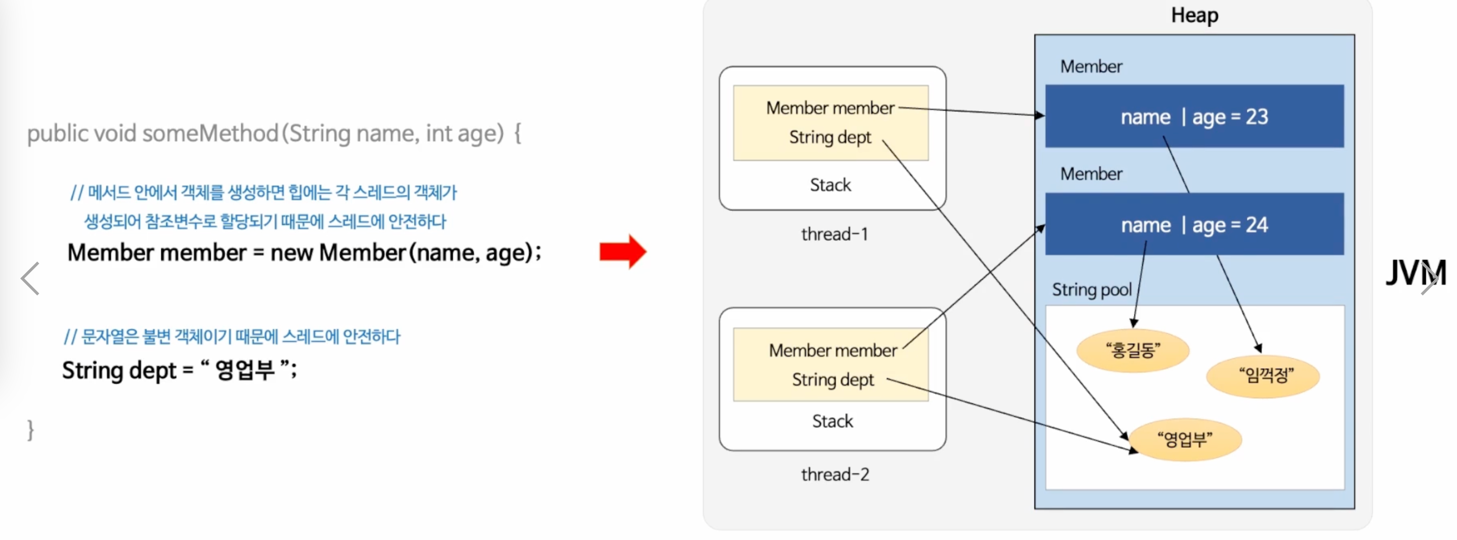 public void someMethod(String name, int age) {
// 메서드 안에서 객체를 생성하면 힙에는 각 스레드의 객체가
생성되어 참조변수로 할당되기 때문에 스레드에 안전하다
Member member = new Member(name, age);
// 문자열은 불변 객체이기 때문에 스레드에 안전하다
String dept = “ 영업부 ”;
}
Member member
String dept
Stack
thread-1
Member member
String dept
Stack
thread-2
Heap
Member
name | age = 23
Member
name | age = 24
String pool
“홍길동”
“임꺽정”
“영업부”
JVM